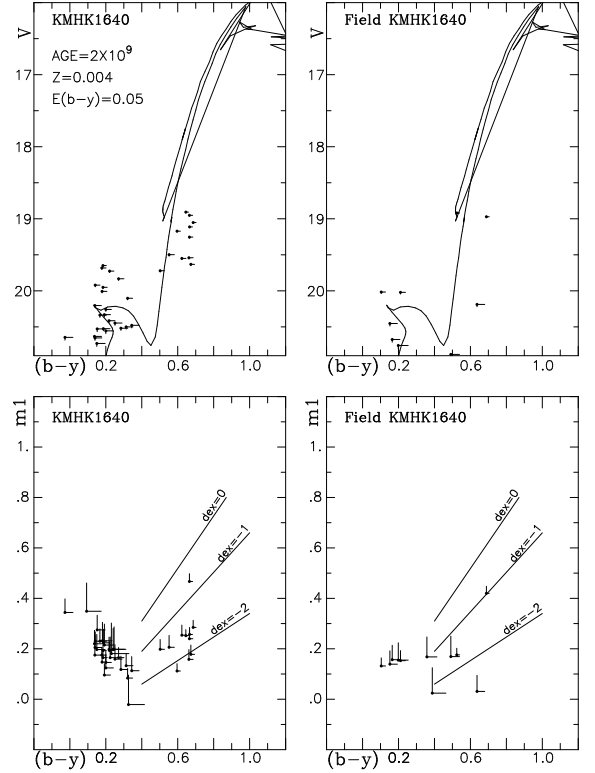 KMHK1640
Field KMHK1640
V
AGE=2X10⁹
Z=0.004
E(b−y)=0.05
17
18
19
20
(b−y)
0.2
0.6
1.0
(b−y)
0.2
0.6
1.0
m1
KMHK1640
Field KMHK1640
1.
.8
.6
.4
.2
.0
dex=0
dex=−1
dex=−2
dex=0
dex=−1
dex=−2
17
18
19
20
m1
1.
.8
.6
.4
.2
.0
V
(b−y)
0.2
0.6
1.0
(b−y)
0.2
0.6
1.0